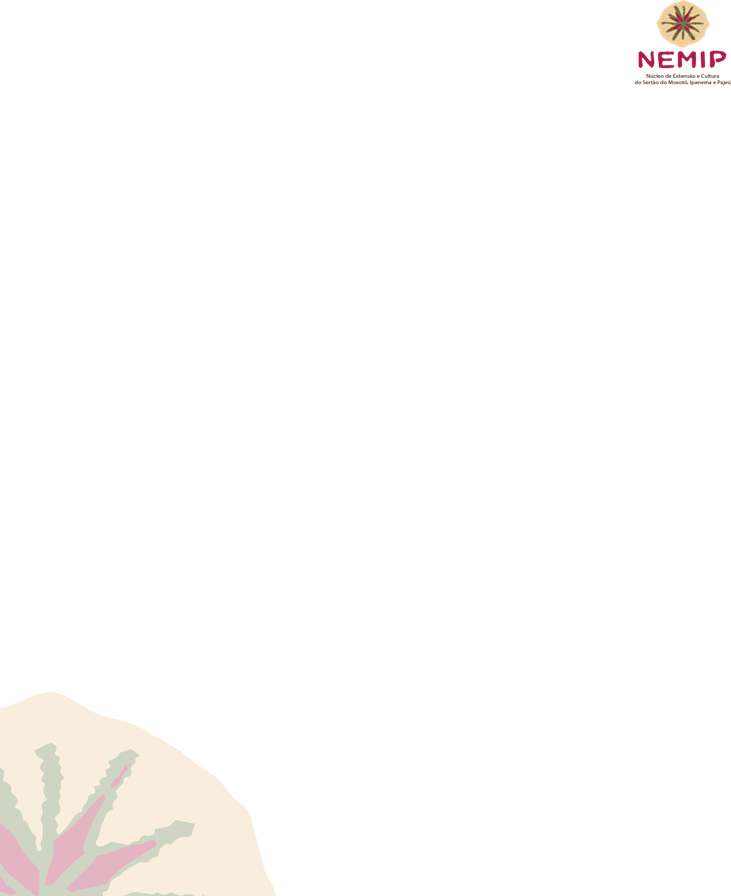 NEMIP
Núcleo de Extensão e Cultura
do Sertão do Moxotó, Ipanema e Pajeú